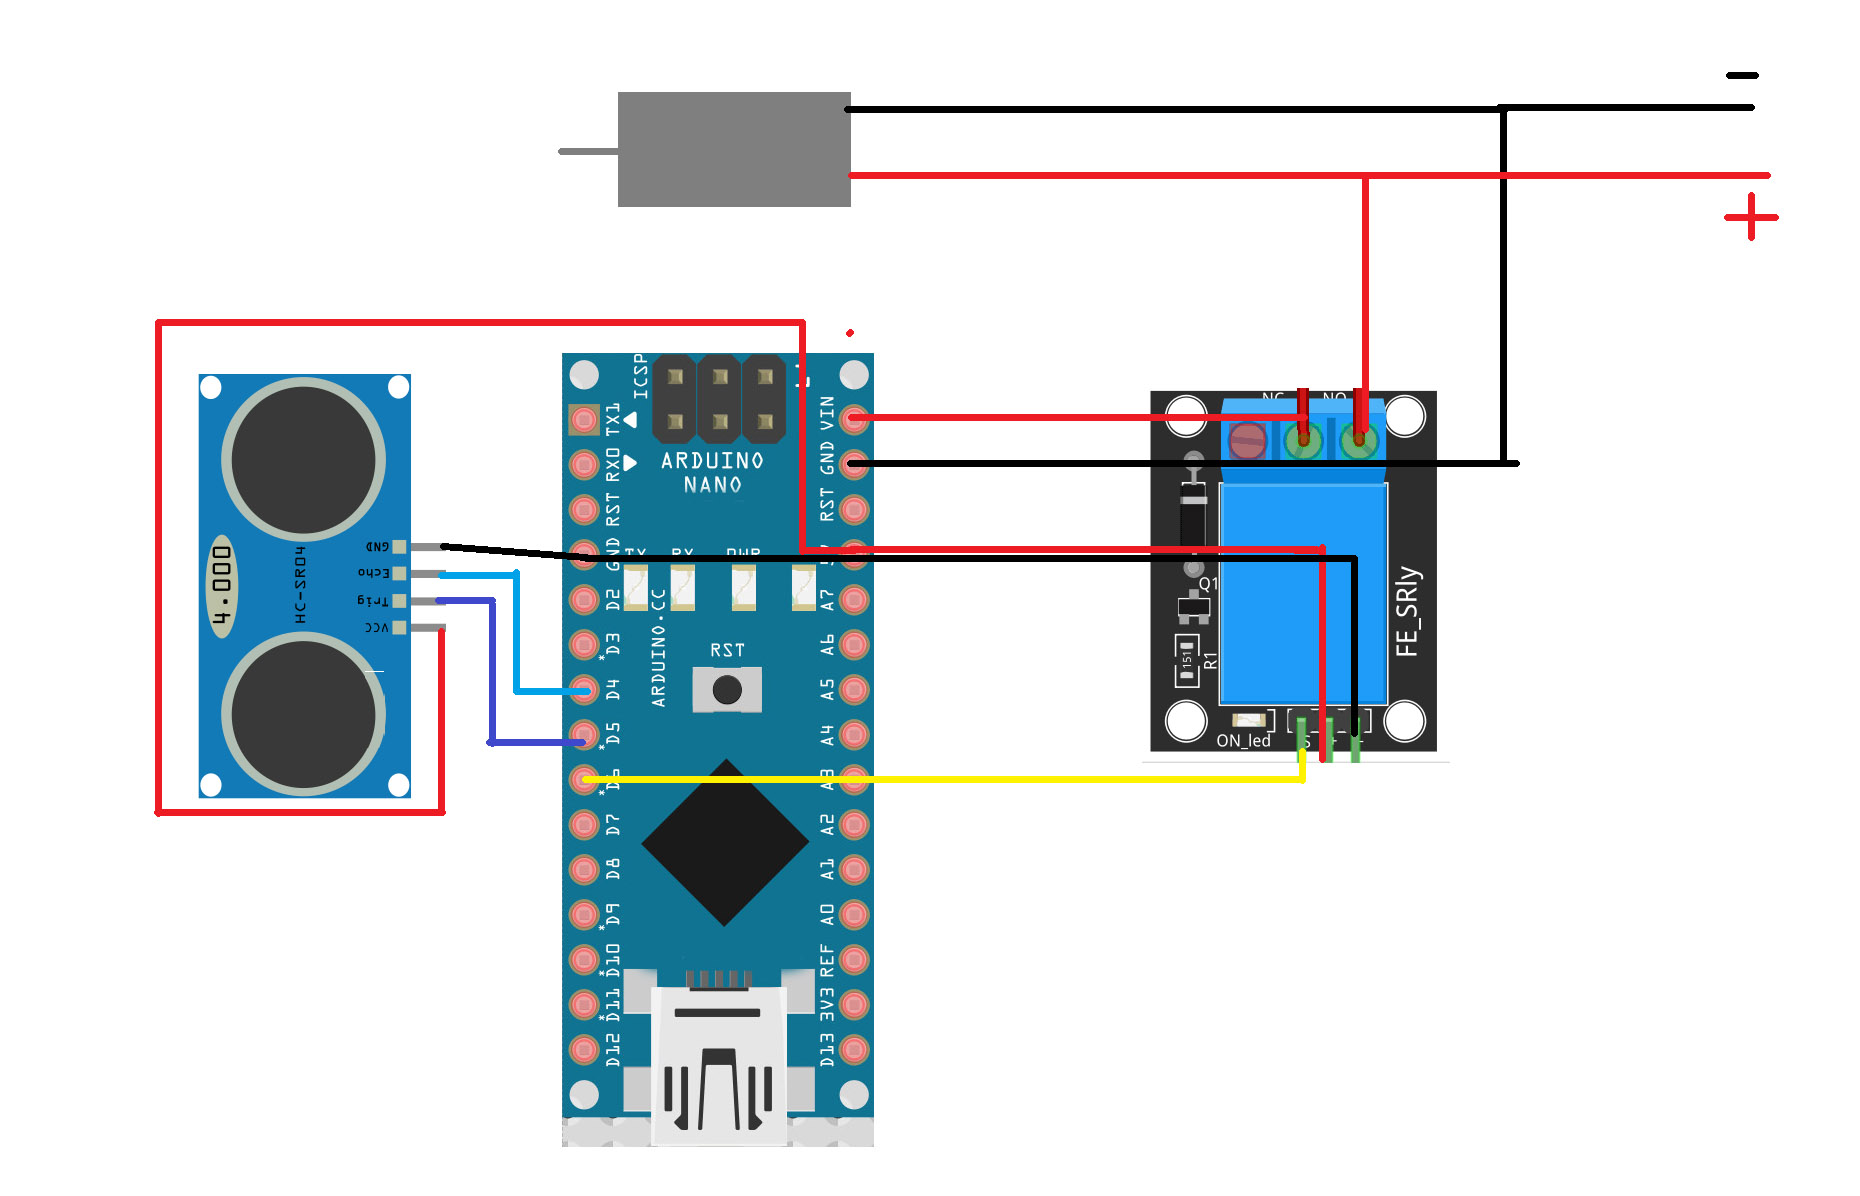 -
+
ICSP
1
TX1
RX0
RST
GND
D2
*D3
D4
*D5
*D6
D7
D8
*D9
*D10
*D11
D12
ARDUINO
NANO
TX
RX
PWR
ARDUINO.CC
RST
VIN
GND
RST
5V
A7
A6
A5
A4
A3
A2
A1
A0
REF
3V3
D13
4.000
HC-SR04
GND
Echo
Trig
VCC
NC
NO
Q1
151
R1
FE_SRly
ON_led
S
+
-